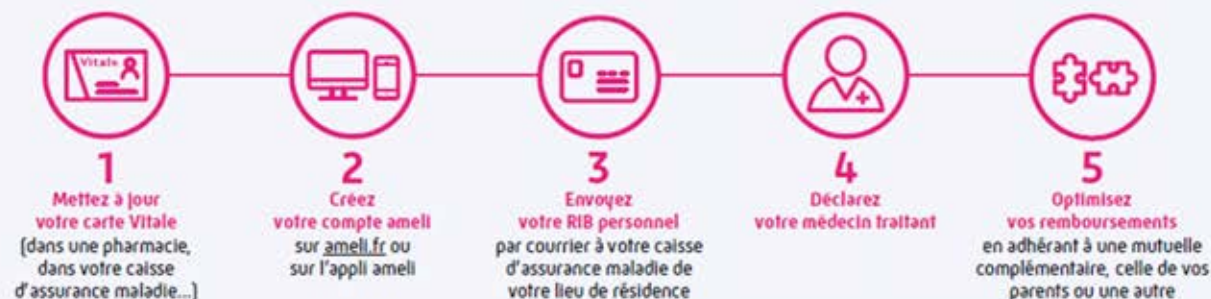 Vitale
1
Mettez à jour
votre carte Vitale
(dans une pharmacie,
dans votre caisse
d'assurance maladie...)
2
Créez
votre compte ameli
sur ameli.fr ou
sur l'appli ameli
3
Envoyez
votre RIB personnel
par courrier à votre caisse
d'assurance maladie de
votre lieu de résidence
4
Déclarez
votre médecin traitant
5
Optimisez
vos remboursements
en adhérant à une mutuelle
complémentaire, celle de vos
parents ou une autre